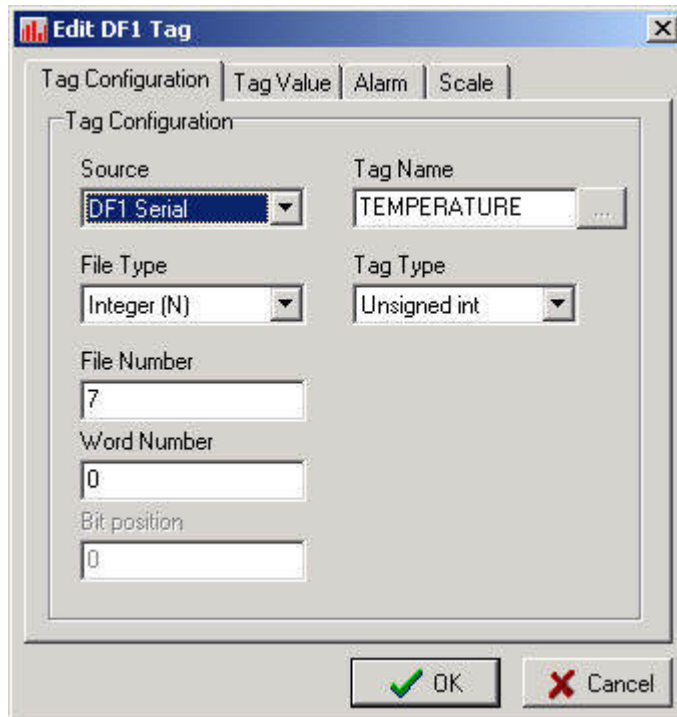 Edit DF1 Tag
Tag Configuration Tag Value Alarm Scale
Tag Configuration
Source Tag Name
DF1 Serial TEMPERATURE ...
File Type Tag Type
Integer (N) Unsigned int
File Number
7
Word Number
0
Bit position
0
OK Cancel